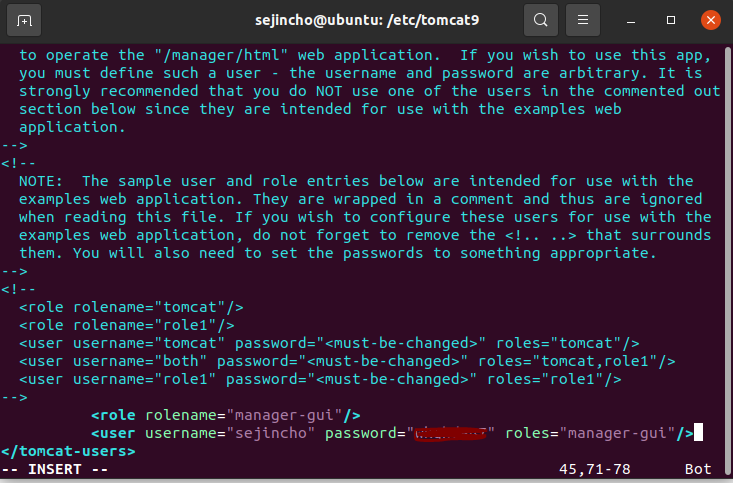 sejincho@ubuntu: /etc/tomcat9
to operate the "/manager/html" web application.  If you wish to use this app,
you must define such a user - the username and password are arbitrary. It is
strongly recommended that you do NOT use one of the users in the commented out
section below since they are intended for use with the examples web
application.
-->
<!--
NOTE:  The sample user and role entries below are intended for use with the
examples web application. They are wrapped in a comment and thus are ignored
when reading this file. If you wish to configure these users for use with the
examples web application, do not forget to remove the <!.. ..> that surrounds
them. You will also need to set the passwords to something appropriate.
-->
<!--
<role rolename="tomcat"/>
<role rolename="role1"/>
<user username="tomcat" password="<must-be-changed>" roles="tomcat"/>
<user username="both" password="<must-be-changed>" roles="tomcat,role1"/>
<user username="role1" password="<must-be-changed>" roles="role1"/>
-->
<role rolename="manager-gui"/>
<user username="sejincho" password="" roles="manager-gui"/>
</tomcat-users>
-- INSERT -- 45,71-78 Bot